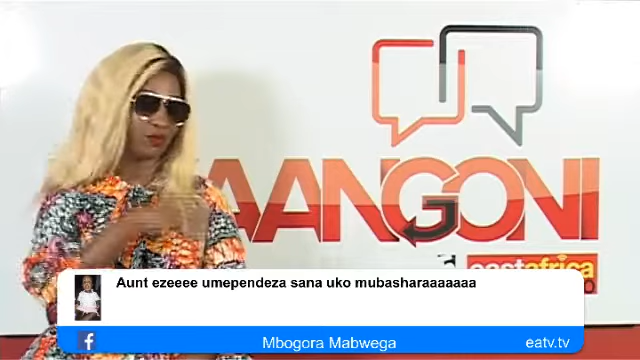 AANGONI
eastafrica
Aunt ezeeee umependeza sana uko mubasharaaaaaaa
Mbogora Mabwega
eatv.tv